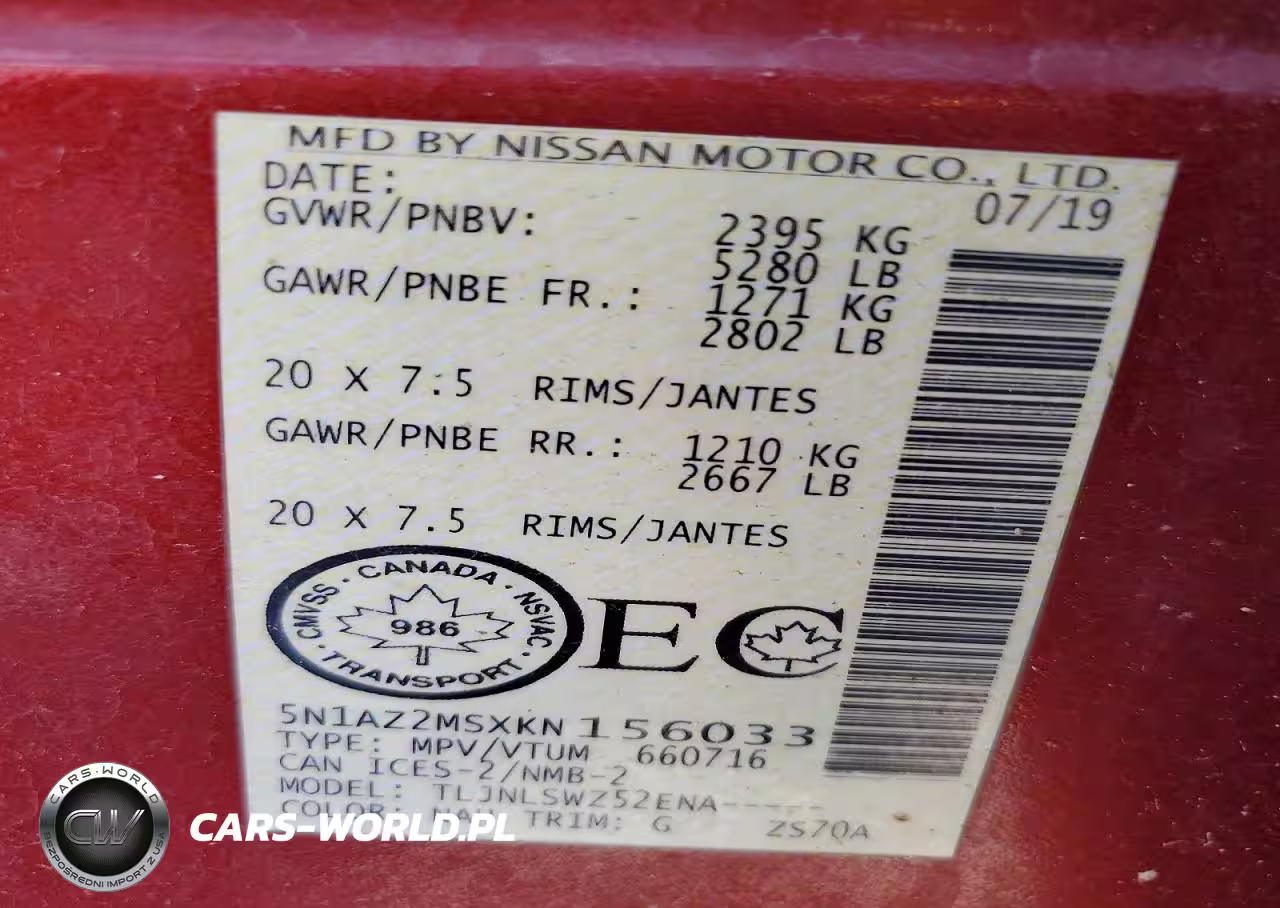 MFD BY NISSAN MOTOR CO., LTD.
DATE: 07/19
GVWR/PNBV: 2395 KG
5280 LB
GAWR/PNBE FR.: 1271 KG
2802 LB
20 X 7.5 RIMS/JANTES
GAWR/PNBE RR.: 1210 KG
2667 LB
20 X 7.5 RIMS/JANTES
CANADA · NSVAC · TRANSPORT · CMVSS ·
986
EC
5N1AZ2MSXKN156033
TYPE: MPV/VTUM 660716
CAN ICES-2/NMB-2
MODEL: TLJNLSWZ52ENA-----
COLOR: TRIM: G ZS70A
CARS-WORLD
CW
BEZPOŚREDNI IMPORT Z USA
CARS-WORLD.PL